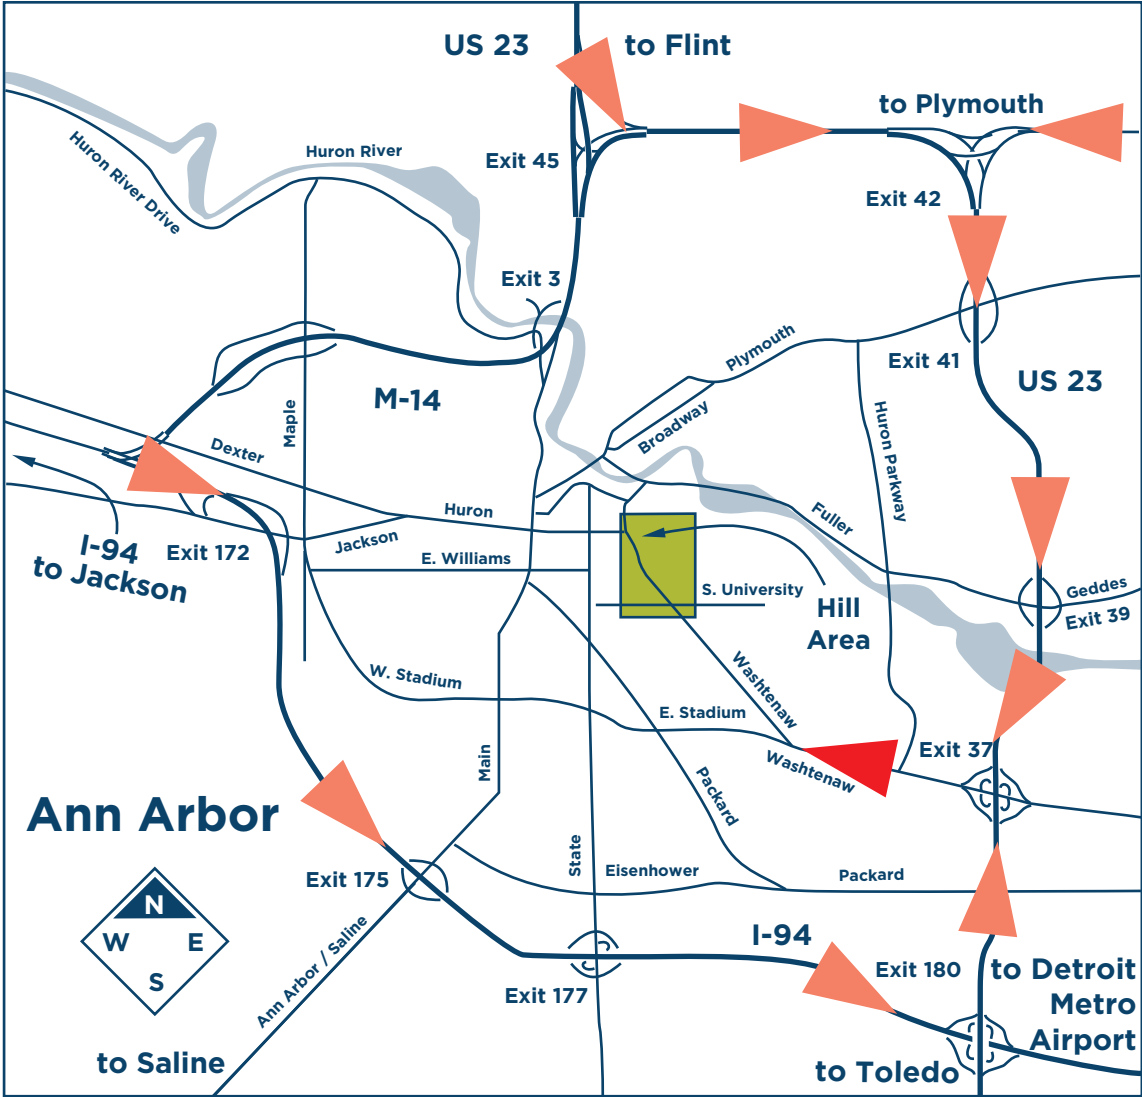 US 23
to Flint
to Plymouth
Huron River Drive
Huron River
Exit 45
Exit 42
Exit 3
Plymouth
Exit 41
US 23
M-14
Maple
Broadway
Huron Parkway
Dexter
Huron
Fuller
I-94
to Jackson
Exit 172
Jackson
E. Williams
S. University
Hill
Area
Geddes
Exit 39
W. Stadium
Washtenaw
E. Stadium
Washtenaw
Exit 37
Main
Packard
Ann Arbor
State
Exit 175
Eisenhower
Packard
N
W
E
S
Ann Arbor / Saline
I-94
Exit 177
Exit 180
to Detroit
Metro
Airport
to Saline
to Toledo